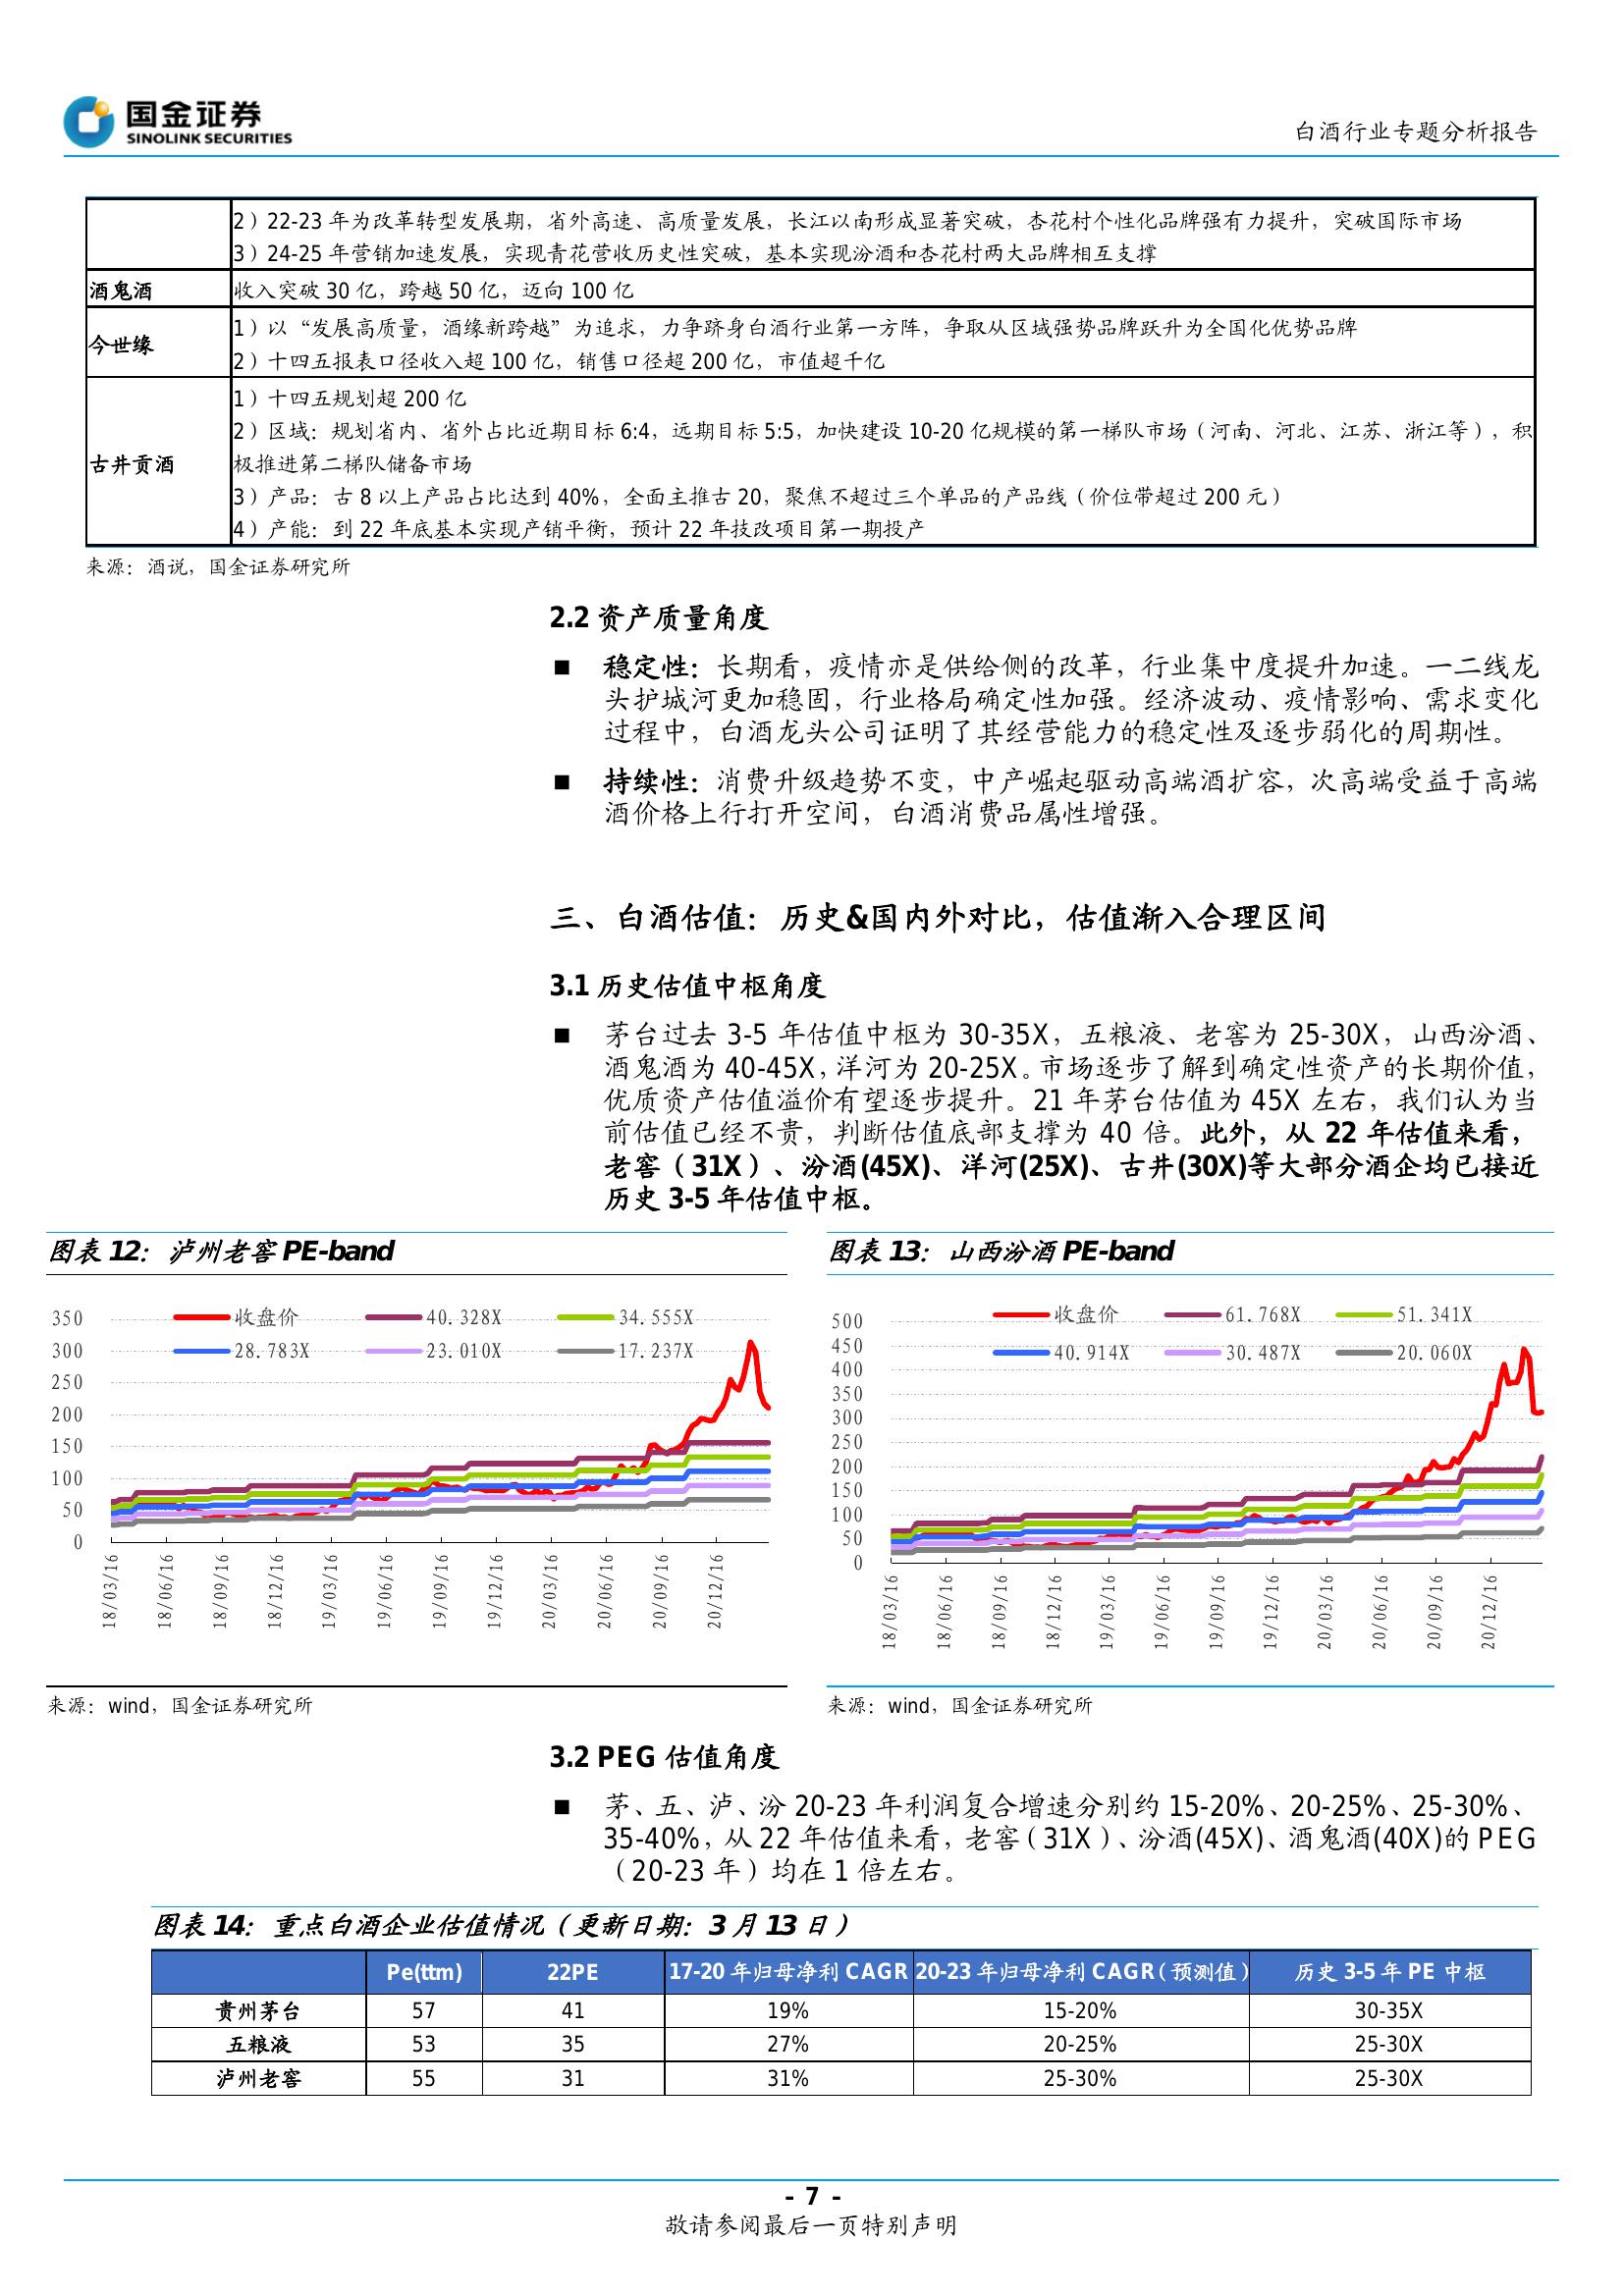 国金证券
SINOLINK SECURITIES
白酒行业专题分析报告
2）22-23 年为改革转型发展期，省外高速、高质量发展，长江以南形成显著突破，杏花村个性化品牌强有力提升，突破国际市场
3）24-25 年营销加速发展，实现青花营收历史性突破，基本实现汾酒和杏花村两大品牌相互支撑
酒鬼酒
收入突破 30 亿，跨越 50 亿，迈向 100 亿
今世缘
1）以“发展高质量，酒缘新跨越”为追求，力争跻身白酒行业第一方阵，争取从区域强势品牌跃升为全国化优势品牌
2）十四五报表口径收入超 100 亿，销售口径超 200 亿，市值超千亿
古井贡酒
1）十四五规划超 200 亿
2）区域：规划省内、省外占比近期目标 6:4，远期目标 5:5，加快建设 10-20 亿规模的第一梯队市场（河南、河北、江苏、浙江等），积
极推进第二梯队储备市场
3）产品：古 8 以上产品占比达到 40%，全面主推古 20，聚焦不超过三个单品的产品线（价位带超过 200 元）
4）产能：到 22 年底基本实现产销平衡，预计 22 年技改项目第一期投产
来源：酒说，国金证券研究所
2.2 资产质量角度
■ 稳定性：长期看，疫情亦是供给侧的改革，行业集中度提升加速。一二线龙
头护城河更加稳固，行业格局确定性加强。经济波动、疫情影响、需求变化
过程中，白酒龙头公司证明了其经营能力的稳定性及逐步弱化的周期性。
■ 持续性：消费升级趋势不变，中产崛起驱动高端酒扩容，次高端受益于高端
酒价格上行打开空间，白酒消费品属性增强。
三、白酒估值：历史&国内外对比，估值渐入合理区间
3.1 历史估值中枢角度
■ 茅台过去 3-5 年估值中枢为 30-35X，五粮液、老窖为 25-30X，山西汾酒、
酒鬼酒为 40-45X，洋河为 20-25X。市场逐步了解到确定性资产的长期价值，
优质资产估值溢价有望逐步提升。21 年茅台估值为 45X 左右，我们认为当
前估值已经不贵，判断估值底部支撑为 40 倍。此外，从 22 年估值来看，
老窖（31X）、汾酒(45X)、洋河(25X)、古井(30X)等大部分酒企均已接近
历史 3-5 年估值中枢。
图表 12：泸州老窖 PE-band
收盘价 40.328X 34.555X
28.783X 23.010X 17.237X
350
300
250
200
150
100
50
0
18/03/16 18/06/16 18/09/16 18/12/16 19/03/16 19/06/16 19/09/16 19/12/16 20/03/16 20/06/16 20/09/16 20/12/16
来源：wind，国金证券研究所
图表 13：山西汾酒 PE-band
收盘价 61.768X 51.341X
40.914X 30.487X 20.060X
500
450
400
350
300
250
200
150
100
50
0
18/03/16 18/06/16 18/09/16 18/12/16 19/03/16 19/06/16 19/09/16 19/12/16 20/03/16 20/06/16 20/09/16 20/12/16
来源：wind，国金证券研究所
3.2 PEG 估值角度
■ 茅、五、泸、汾 20-23 年利润复合增速分别约 15-20%、20-25%、25-30%、
35-40%，从 22 年估值来看，老窖（31X）、汾酒(45X)、酒鬼酒(40X)的 PEG
（20-23 年）均在 1 倍左右。
图表 14：重点白酒企业估值情况（更新日期：3 月 13 日）
Pe(ttm) 22PE 17-20 年归母净利 CAGR 20-23 年归母净利 CAGR（预测值） 历史 3-5 年 PE 中枢
贵州茅台 57 41 19% 15-20% 30-35X
五粮液 53 35 27% 20-25% 25-30X
泸州老窖 55 31 31% 25-30% 25-30X
- 7 -
敬请参阅最后一页特别声明